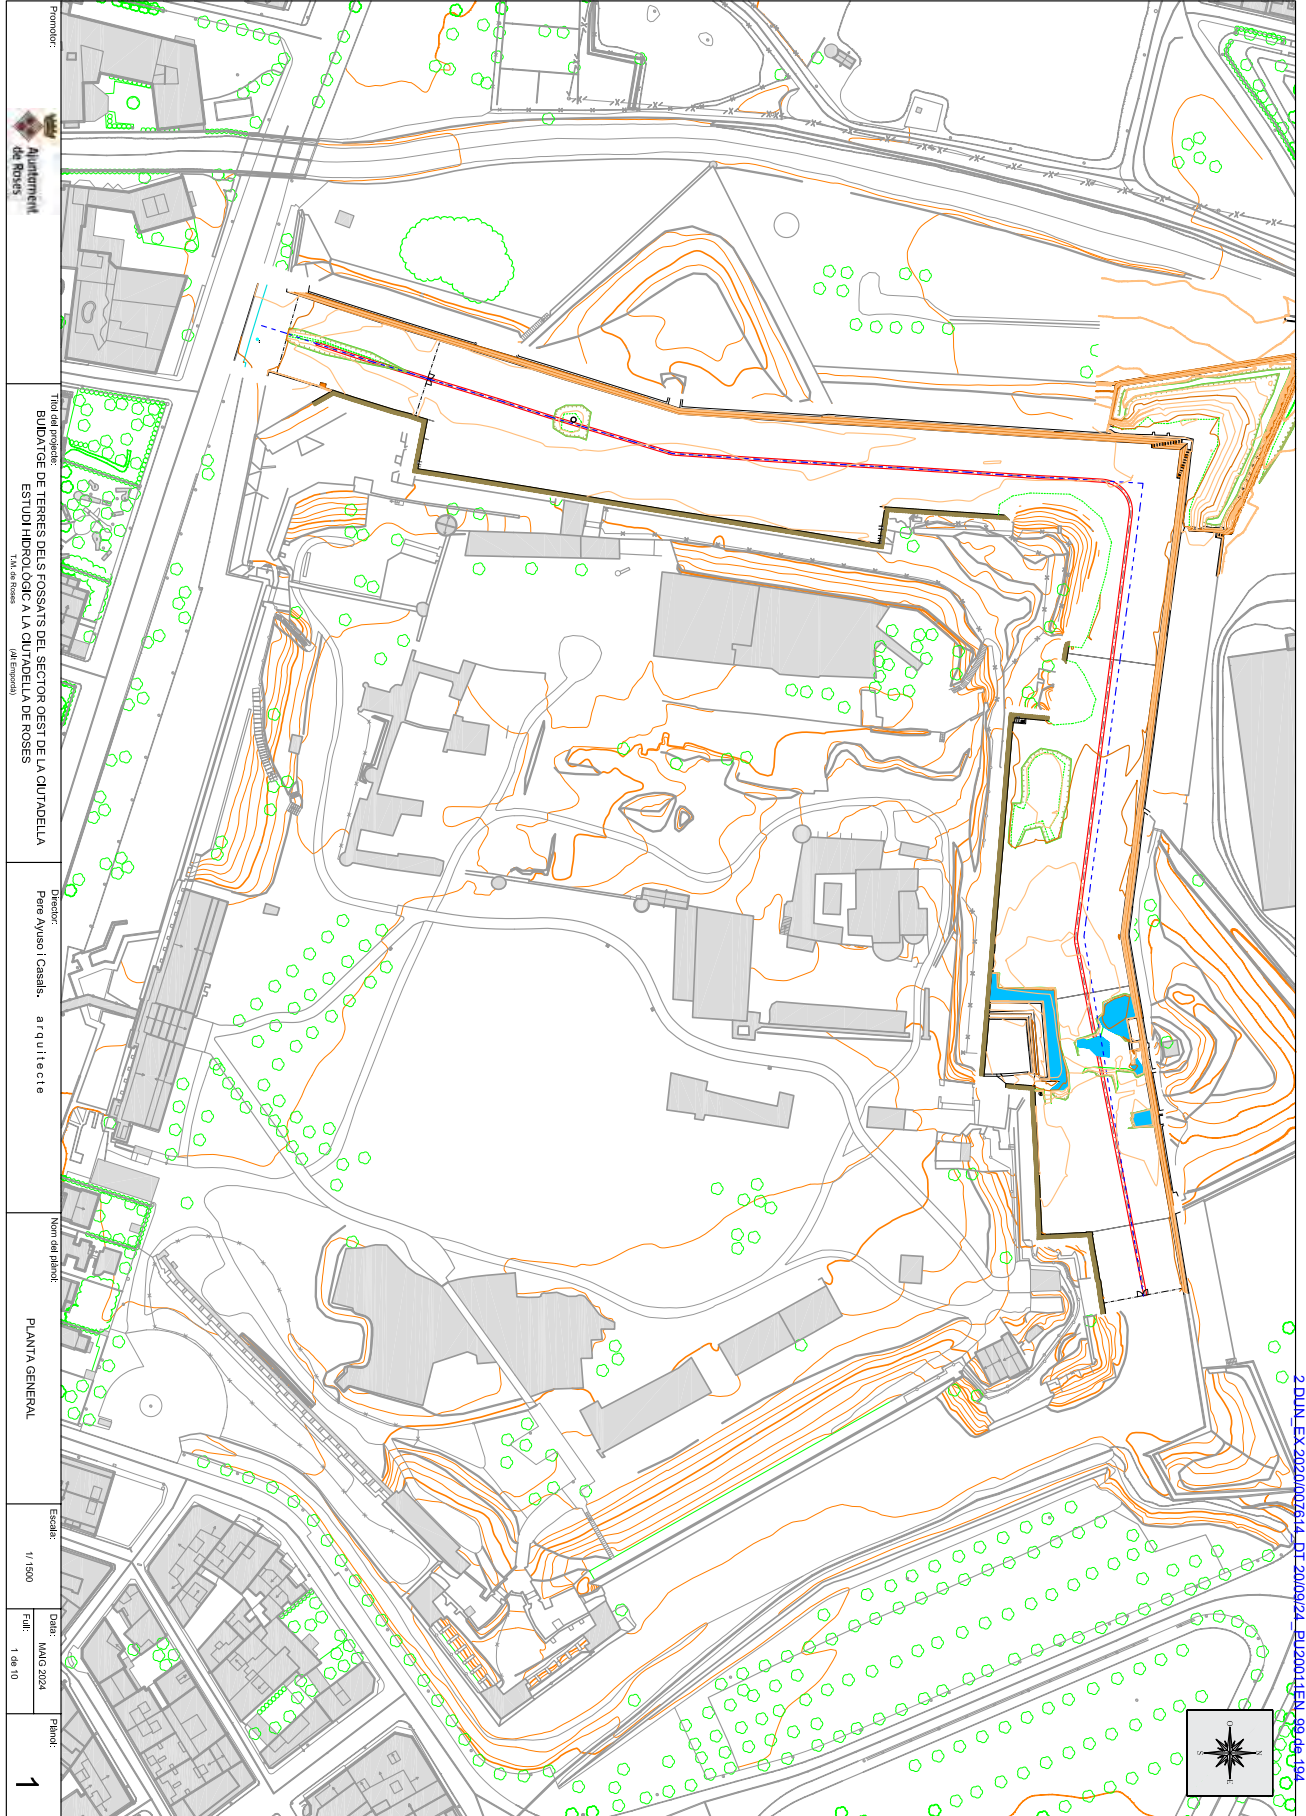 2 DUN_EX 2020/007614_DT 20/09/24_PU20011EN_99 de 194
N
O
E
S
Promotor:
Ajuntament
de Roses
Títol del projecte:
BUIDATGE DE TERRES DELS FOSSATS DEL SECTOR OEST DE LA CIUTADELLA
ESTUDI HIDROLÒGIC A LA CIUTADELLA DE ROSES
T.M. de Roses (Alt Empordà)
Director:
Pere Ayuso i Casals. arquitecte
Nom del plànol:
PLANTA GENERAL
Escala:
1/ 1500
Data: MAIG 2024
Full: 1 de 10
Plànol:
1